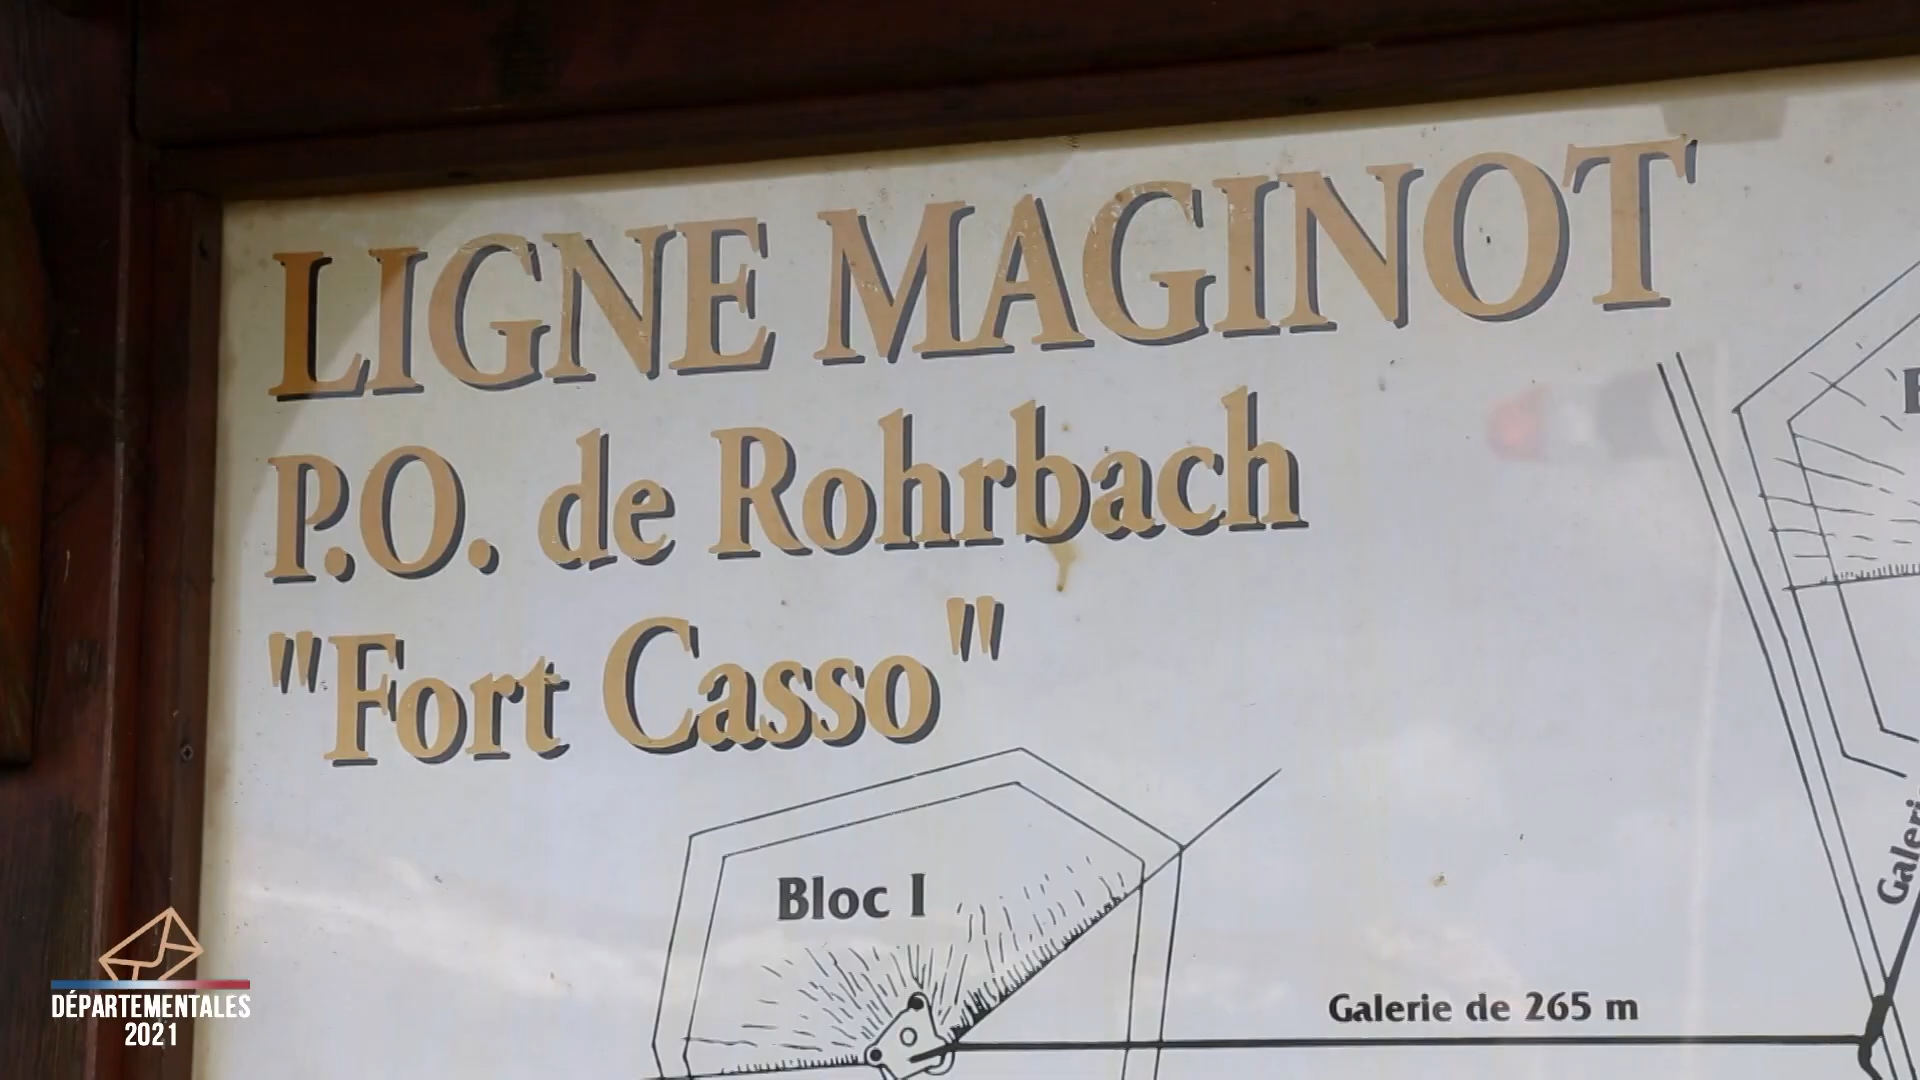 LIGNE MAGINOT
P.O. de Rohrbach
"Fort Casso"
Bloc I
Galerie de 265 m
DÉPARTEMENTALES
2021